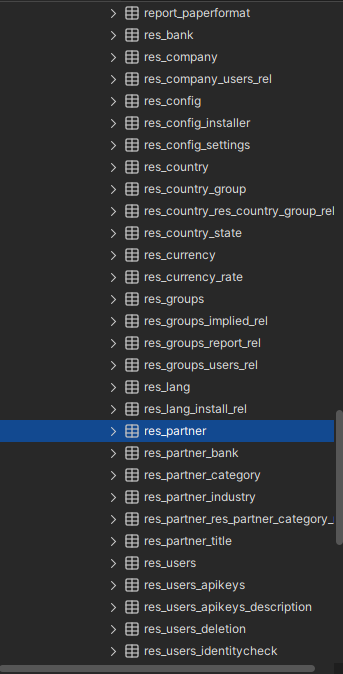 report_paperformat
res_bank
res_company
res_company_users_rel
res_config
res_config_installer
res_config_settings
res_country
res_country_group
res_country_res_country_group_rel
res_country_state
res_currency
res_currency_rate
res_groups
res_groups_implied_rel
res_groups_report_rel
res_groups_users_rel
res_lang
res_lang_install_rel
res_partner
res_partner_bank
res_partner_category
res_partner_industry
res_partner_res_partner_category_
res_partner_title
res_users
res_users_apikeys
res_users_apikeys_description
res_users_deletion
res_users_identitycheck